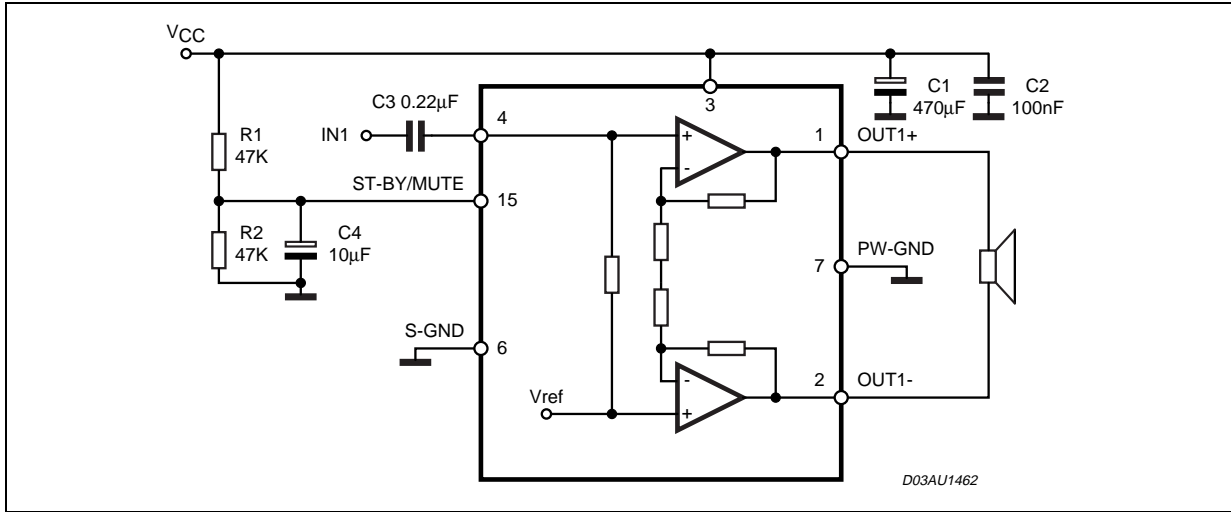 VCC
C3 0.22μF
IN1
4
3
C1
470μF
C2
100nF
R1
47K
ST-BY/MUTE
15
R2
47K
C4
10μF
S-GND
6
Vref
+
-
-
+
1
OUT1+
7
PW-GND
2
OUT1-
D03AU1462